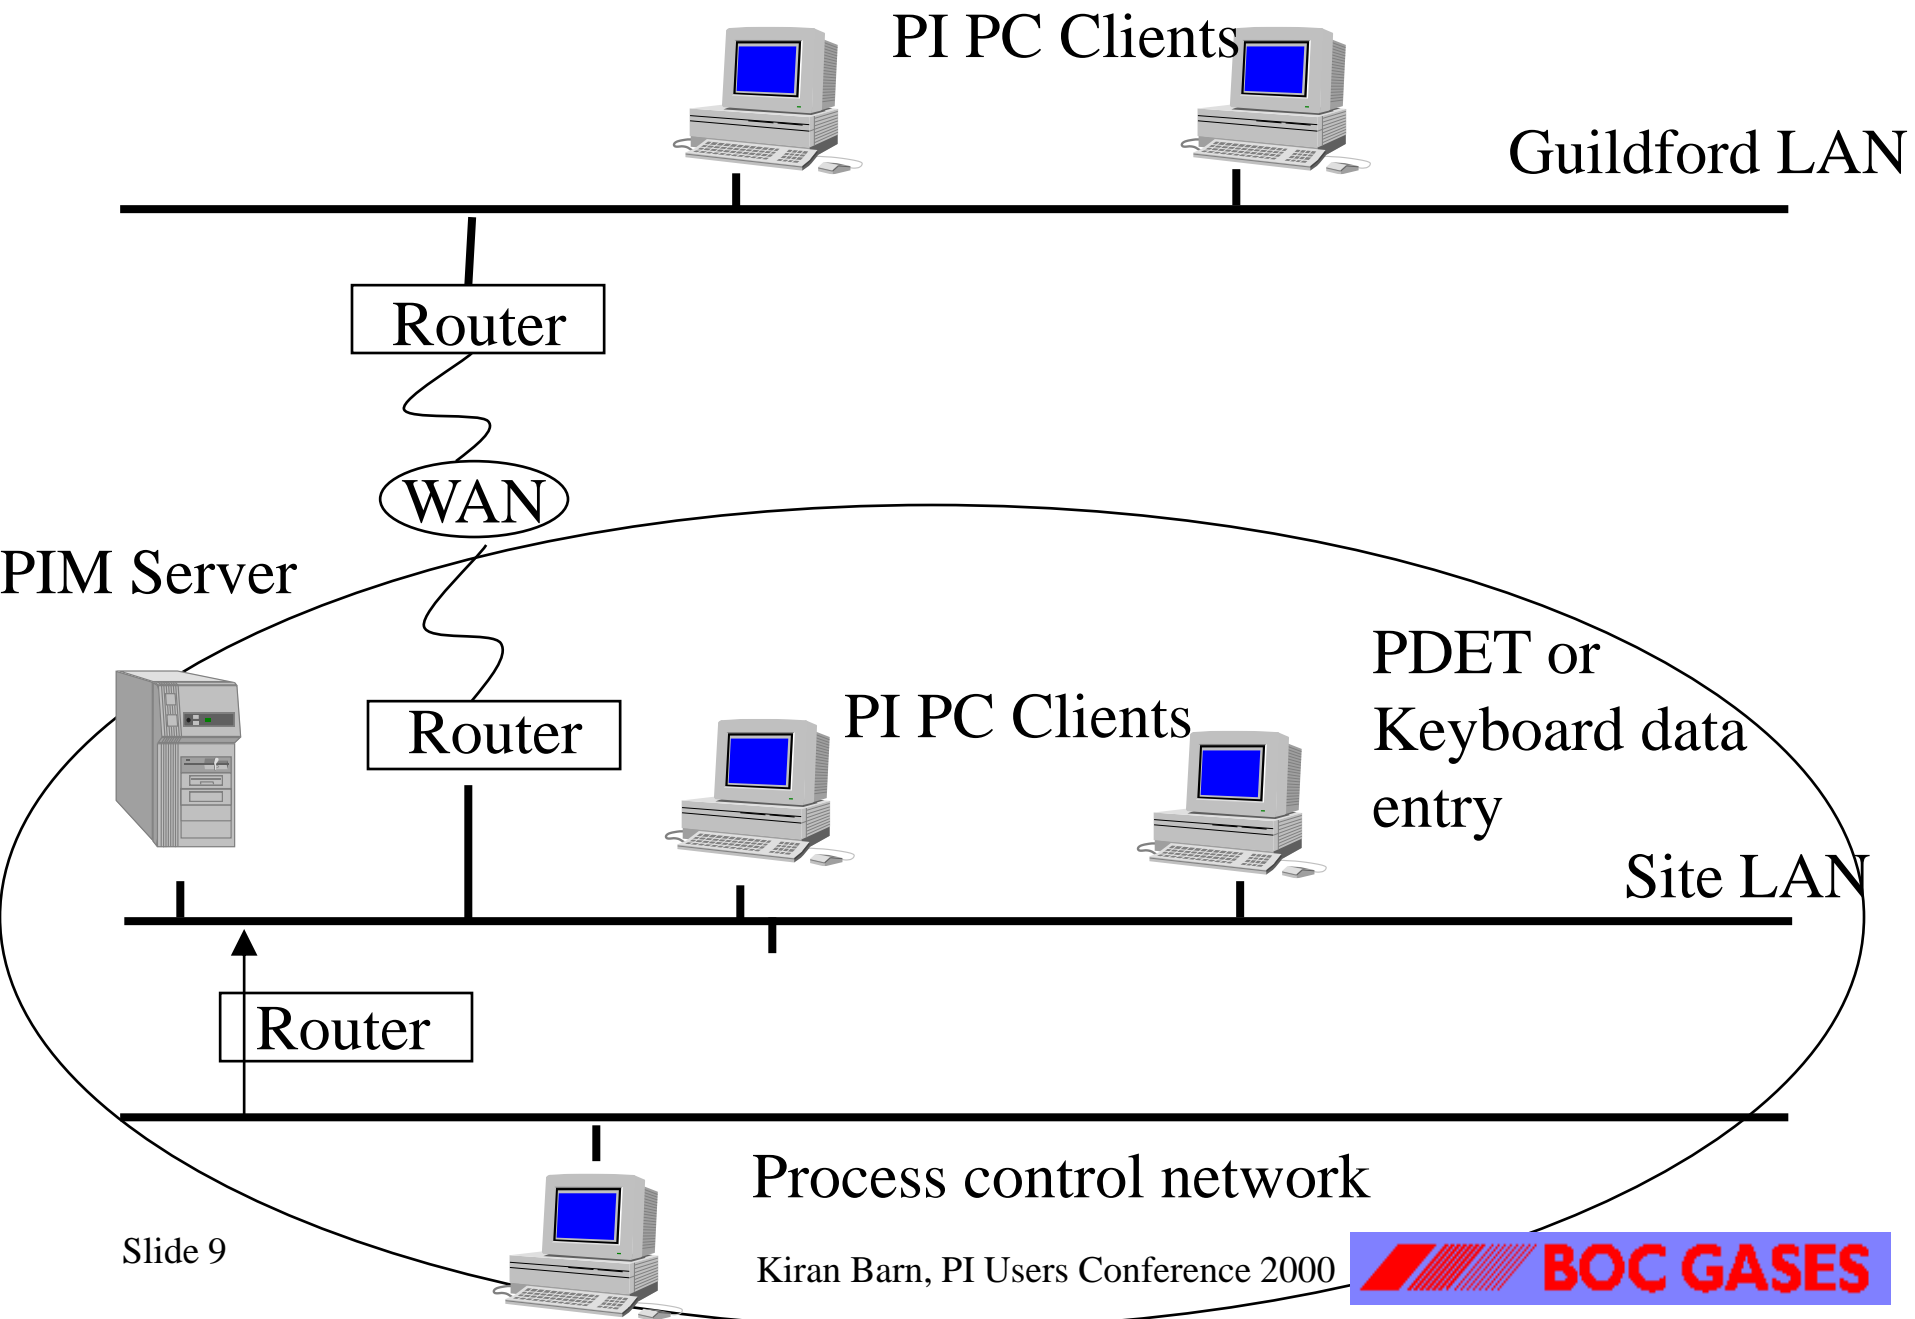 PI PC Clients
Guildford LAN
Router
WAN
PIM Server
PDET or
Keyboard data
entry
Router
PI PC Clients
Site LAN
Router
Process control network
Slide 9
Kiran Barn, PI Users Conference 2000
BOC GASES